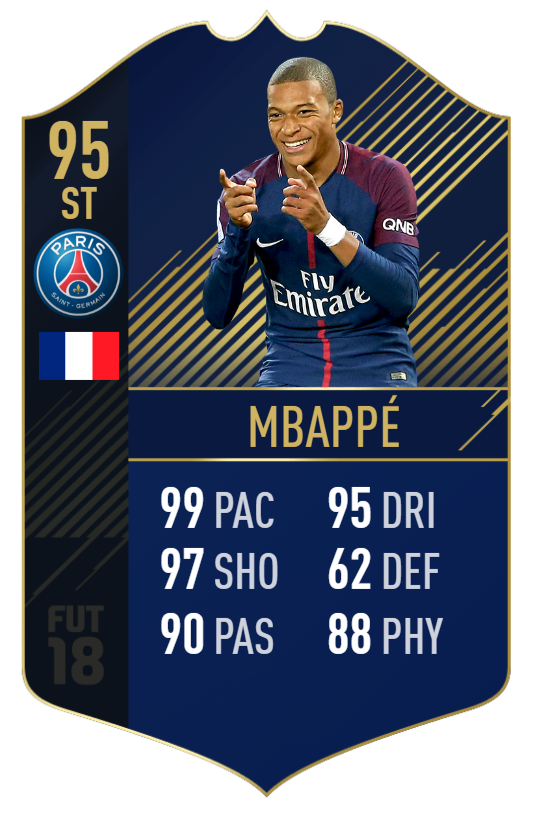 95
ST
PARIS
SAINT - GERMAIN
QNB
Fly
Emirate
MBAPPÉ
99 PAC
95 DRI
97 SHO
62 DEF
90 PAS
88 PHY
FUT
18